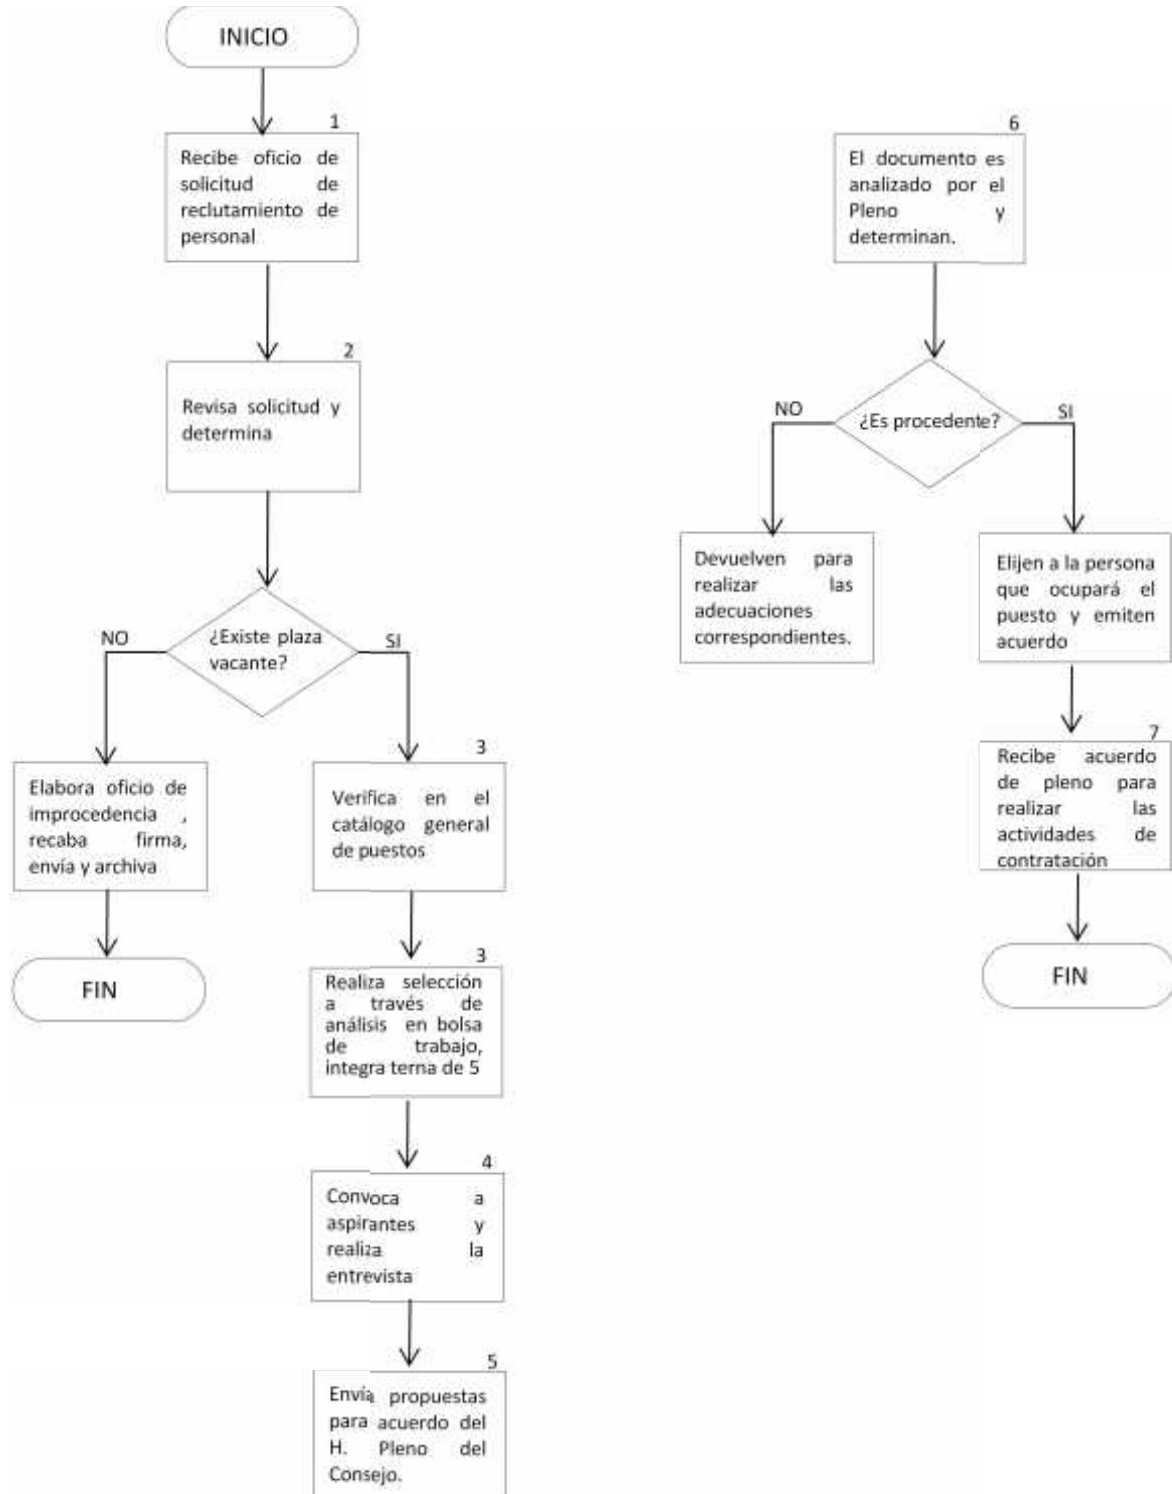 INICIO
1
Recibe oficio de
solicitud de
reclutamiento de
personal
2
Revisa solicitud y
determina
¿Existe plaza
vacante?
NO
SI
Elabora oficio de
improcedencia ,
recaba firma,
envía y archiva
FIN
3
Verifica en el
catálogo general
de puestos
3
Realiza selección
a través de
análisis en bolsa
de trabajo,
integra terna de 5
4
Convoca a
aspirantes y
realiza la
entrevista
5
Envía propuestas
para acuerdo del
H. Pleno del
Consejo.
6
El documento es
analizado por el
Pleno y
determinan.
¿Es procedente?
NO
SI
Devuelven para
realizar las
adecuaciones
correspondientes.
Elijen a la persona
que ocupará el
puesto y emiten
acuerdo
7
Recibe acuerdo
de pleno para
realizar las
actividades de
contratación
FIN